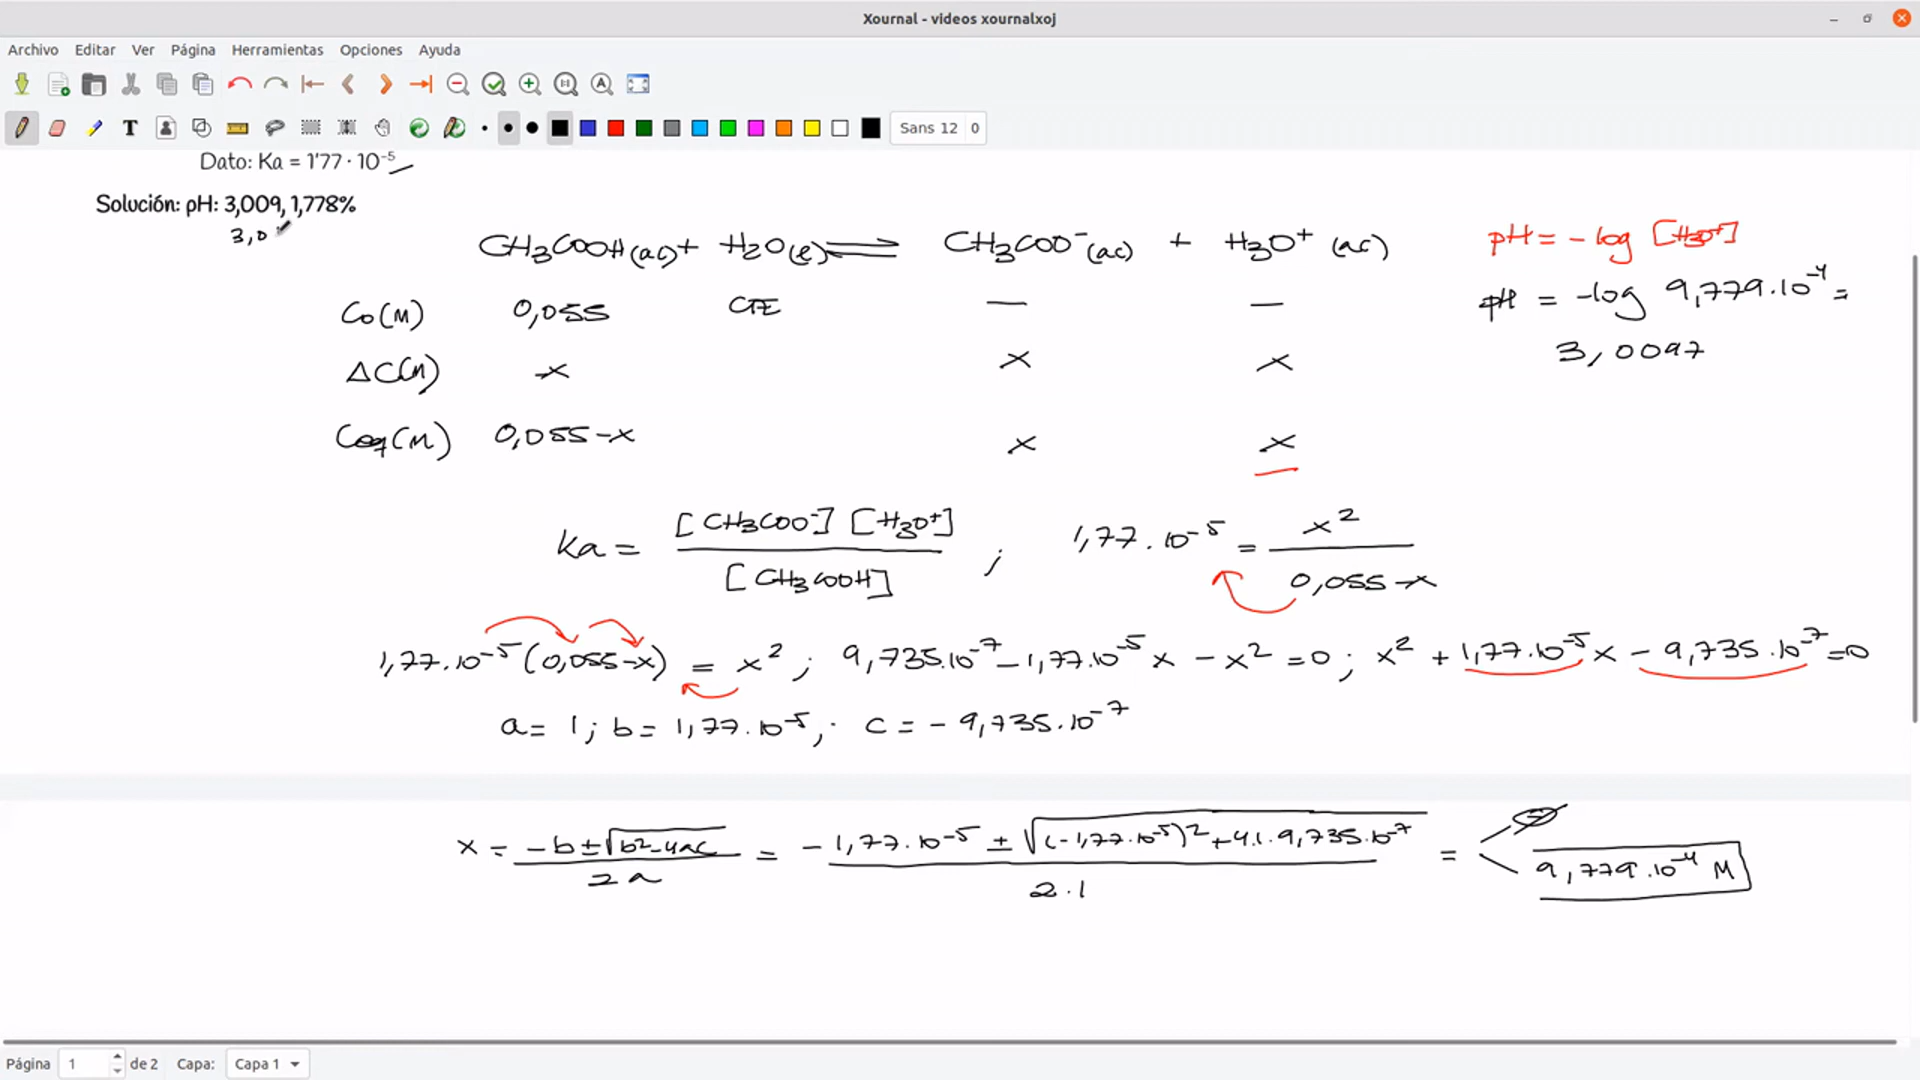 Xournal - videos xournalxoj
Archivo Editar Ver Página Herramientas Opciones Ayuda
Sans 12 0
Dato: Ka = 1'77 · 10⁻⁵
Solución: pH: 3,009, 1,778%
3,0
CH₃COOH(ac) + H₂O(l) ⇌ CH₃COO⁻(ac) + H₃O⁺ (ac)
pH = -log [H₃O⁺]
pH = -log 9,779.10⁻⁴ =
3,0097
Co(M) 0,055 CTE — —
ΔC(M) x x x
Ceq(M) 0,055-x x x
Ka = [CH₃COO⁻] [H₃O⁺] / [CH₃COOH] ; 1,77.10⁻⁵ = x² / 0,055-x
1,77.10⁻⁵ (0,055-x) = x² ; 9,735.10⁻⁷ - 1,77.10⁻⁵ x - x² = 0 ; x² + 1,77.10⁻⁵ x - 9,735.10⁻⁷ = 0
a = 1 ; b = 1,77.10⁻⁵ ; c = - 9,735.10⁻⁷
x = -b ± √b²-4ac / 2a = -1,77.10⁻⁵ ± √(-1,77.10⁻⁵)² + 4.1.9,735.10⁻⁷ / 2.1 =
9,779.10⁻⁴ M
Página 1 de 2 Capa: Capa 1